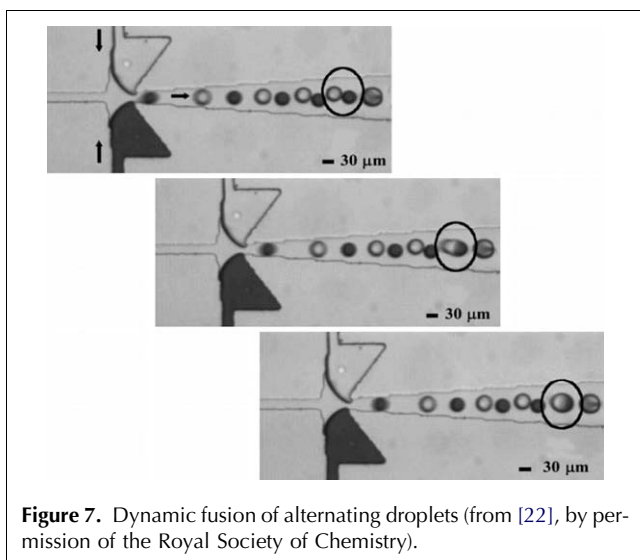 30 μm
30 μm
30 μm
Figure 7. Dynamic fusion of alternating droplets (from [22], by per-
mission of the Royal Society of Chemistry).